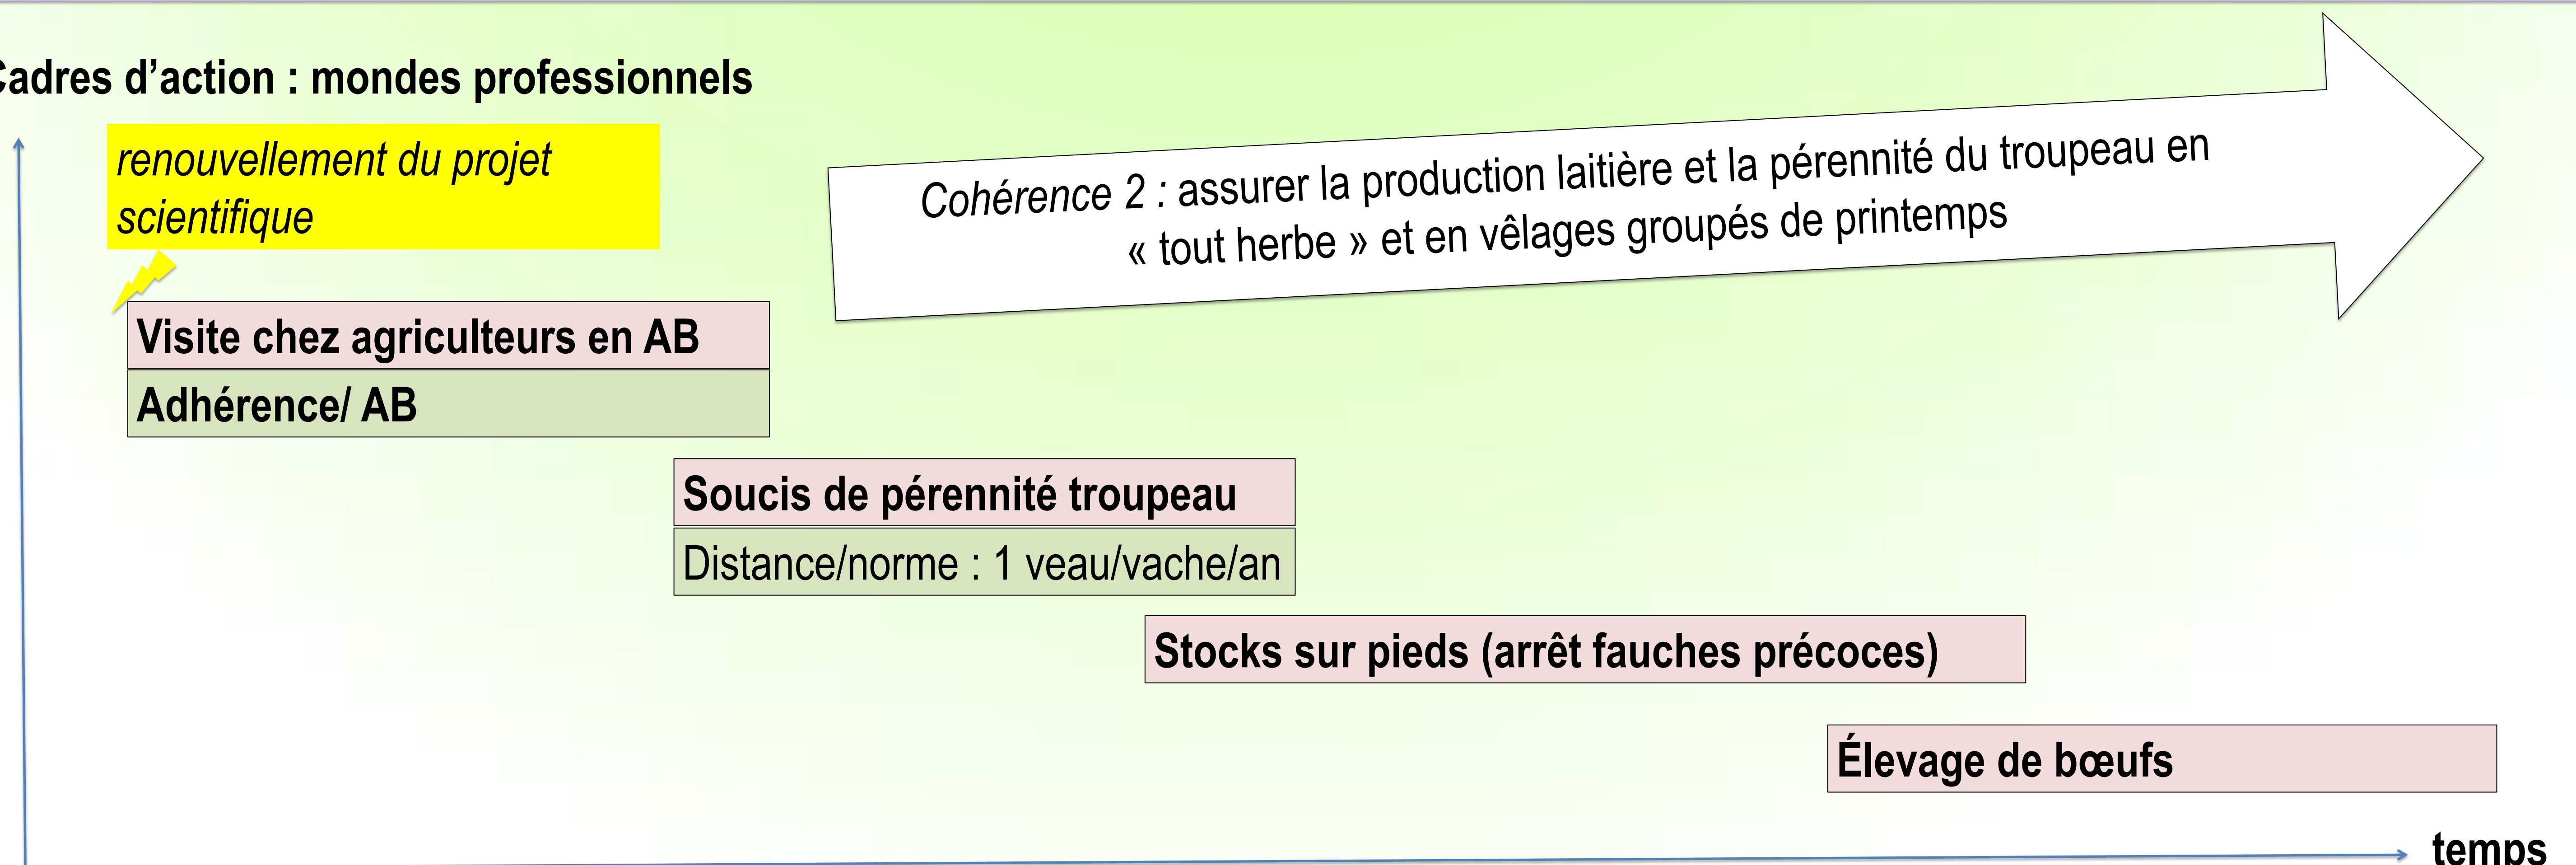 Cadres d'action : mondes professionnels
renouvellement du projet
scientifique
Cohérence 2 : assurer la production laitière et la pérennité du troupeau en
« tout herbe » et en vêlages groupés de printemps
Visite chez agriculteurs en AB
Adhérence/ AB
Soucis de pérennité troupeau
Distance/norme : 1 veau/vache/an
Stocks sur pieds (arrêt fauches précoces)
Élevage de bœufs
temps